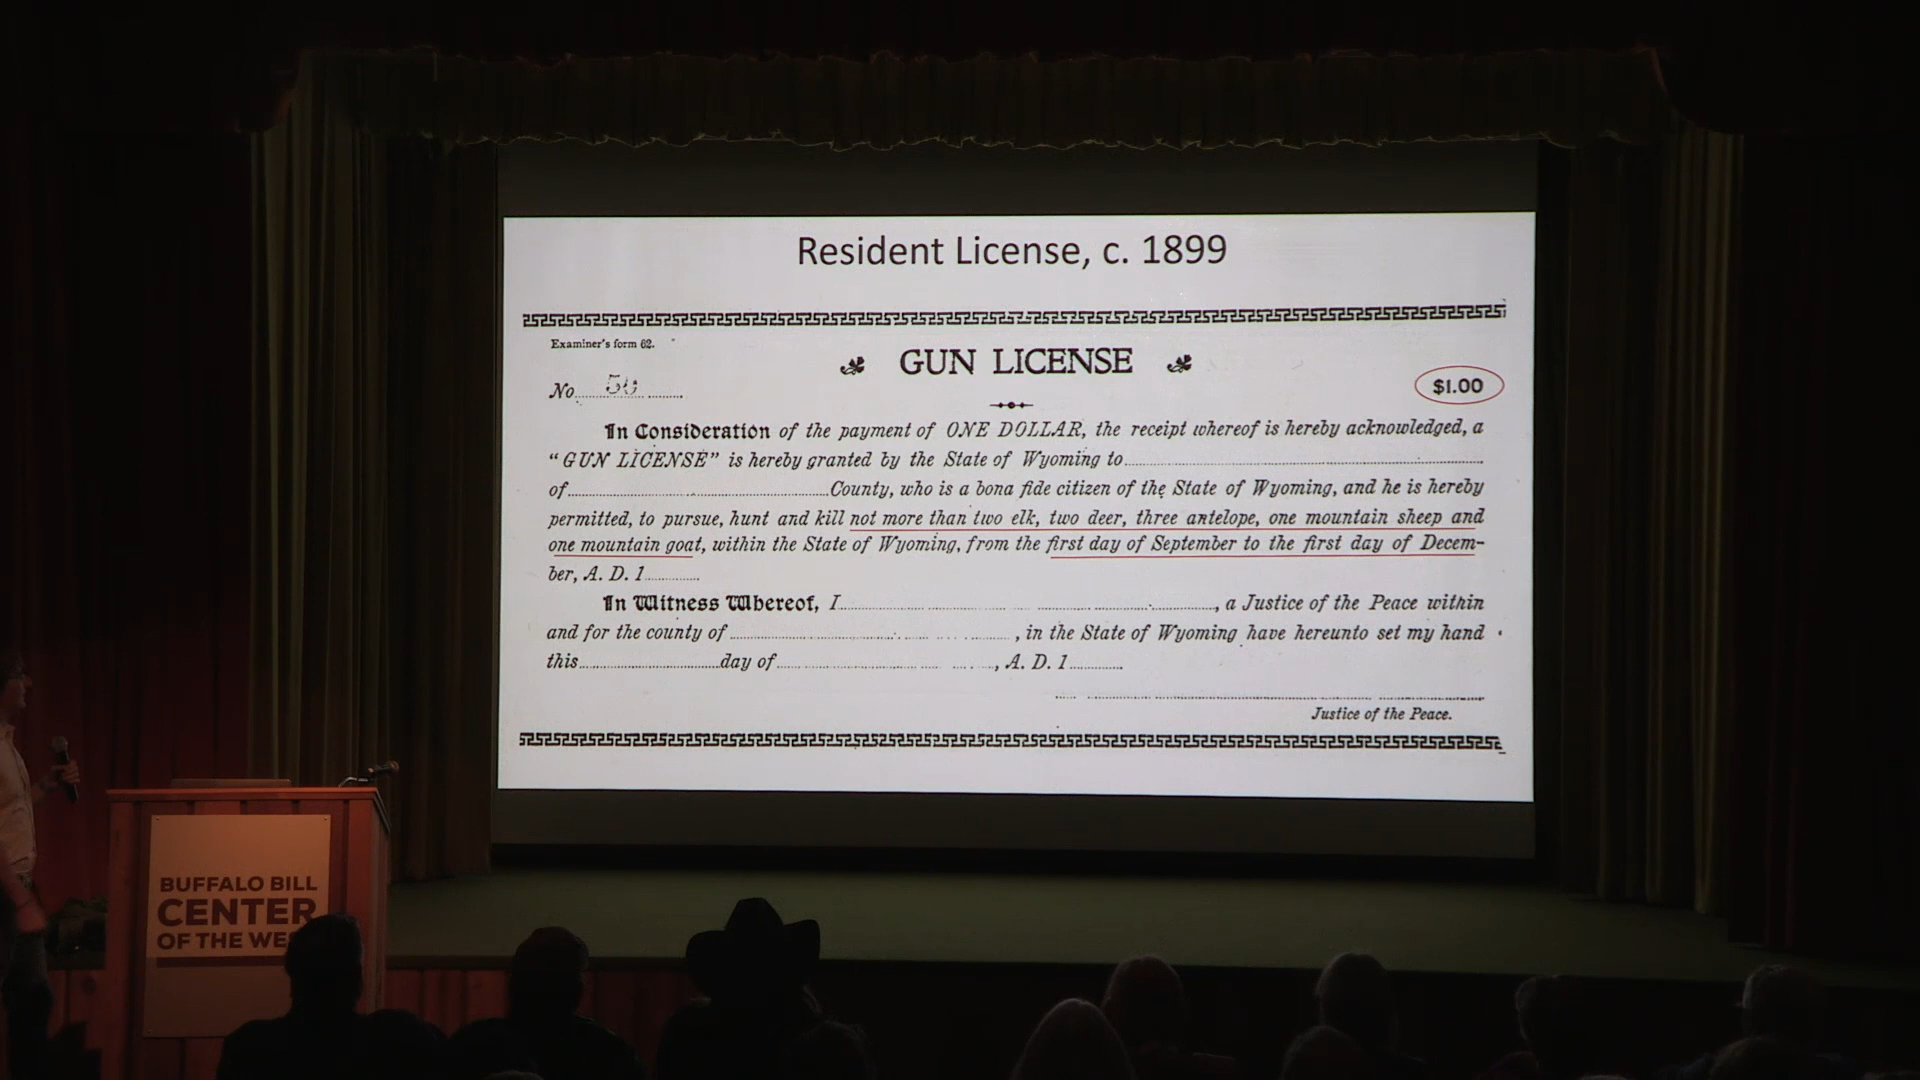 Resident License, c. 1899
Examiner's form 62.
GUN LICENSE
No. 50
$1.00
In Consideration of the payment of ONE DOLLAR, the receipt whereof is hereby acknowledged, a
"GUN LICENSE" is hereby granted by the State of Wyoming to
of County, who is a bona fide citizen of the State of Wyoming, and he is hereby
permitted, to pursue, hunt and kill not more than two elk, two deer, three antelope, one mountain sheep and
one mountain goat, within the State of Wyoming, from the first day of September to the first day of Decem-
ber, A. D. 1
In Witness Whereof, I , a Justice of the Peace within
and for the county of , in the State of Wyoming have hereunto set my hand
this day of , A. D. 1
Justice of the Peace.
BUFFALO BILL
CENTER
OF THE WE